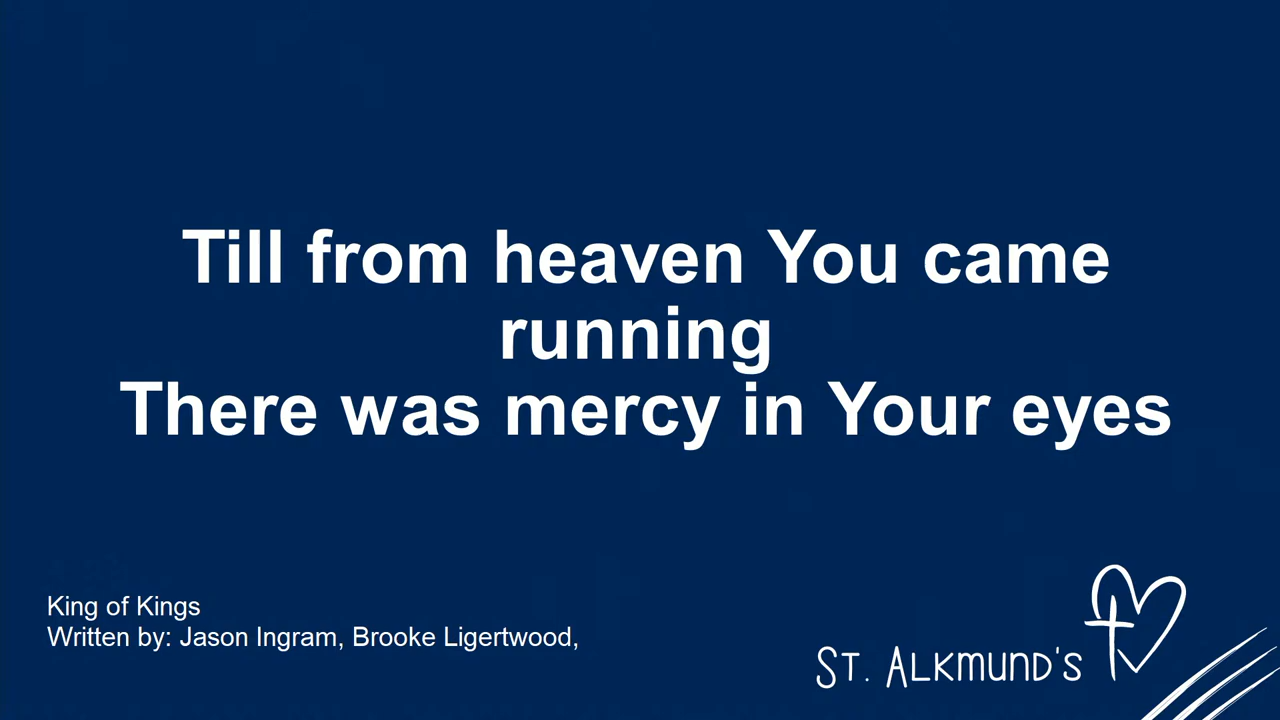 Till from heaven You came
running
There was mercy in Your eyes
King of Kings
Written by: Jason Ingram, Brooke Ligertwood,
St. Alkmund's